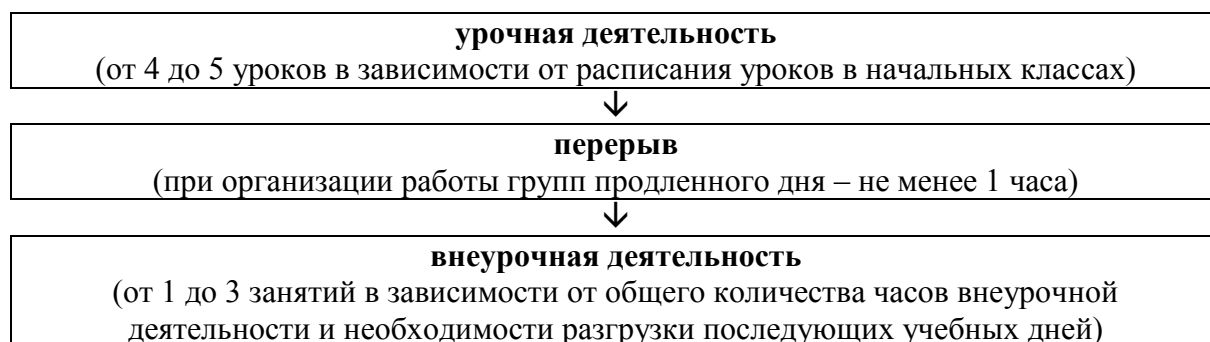 урочная деятельность
(от 4 до 5 уроков в зависимости от расписания уроков в начальных классах)
перерыв
(при организации работы групп продленного дня – не менее 1 часа)
внеурочная деятельность
(от 1 до 3 занятий в зависимости от общего количества часов внеурочной
деятельности и необходимости разгрузки последующих учебных дней)